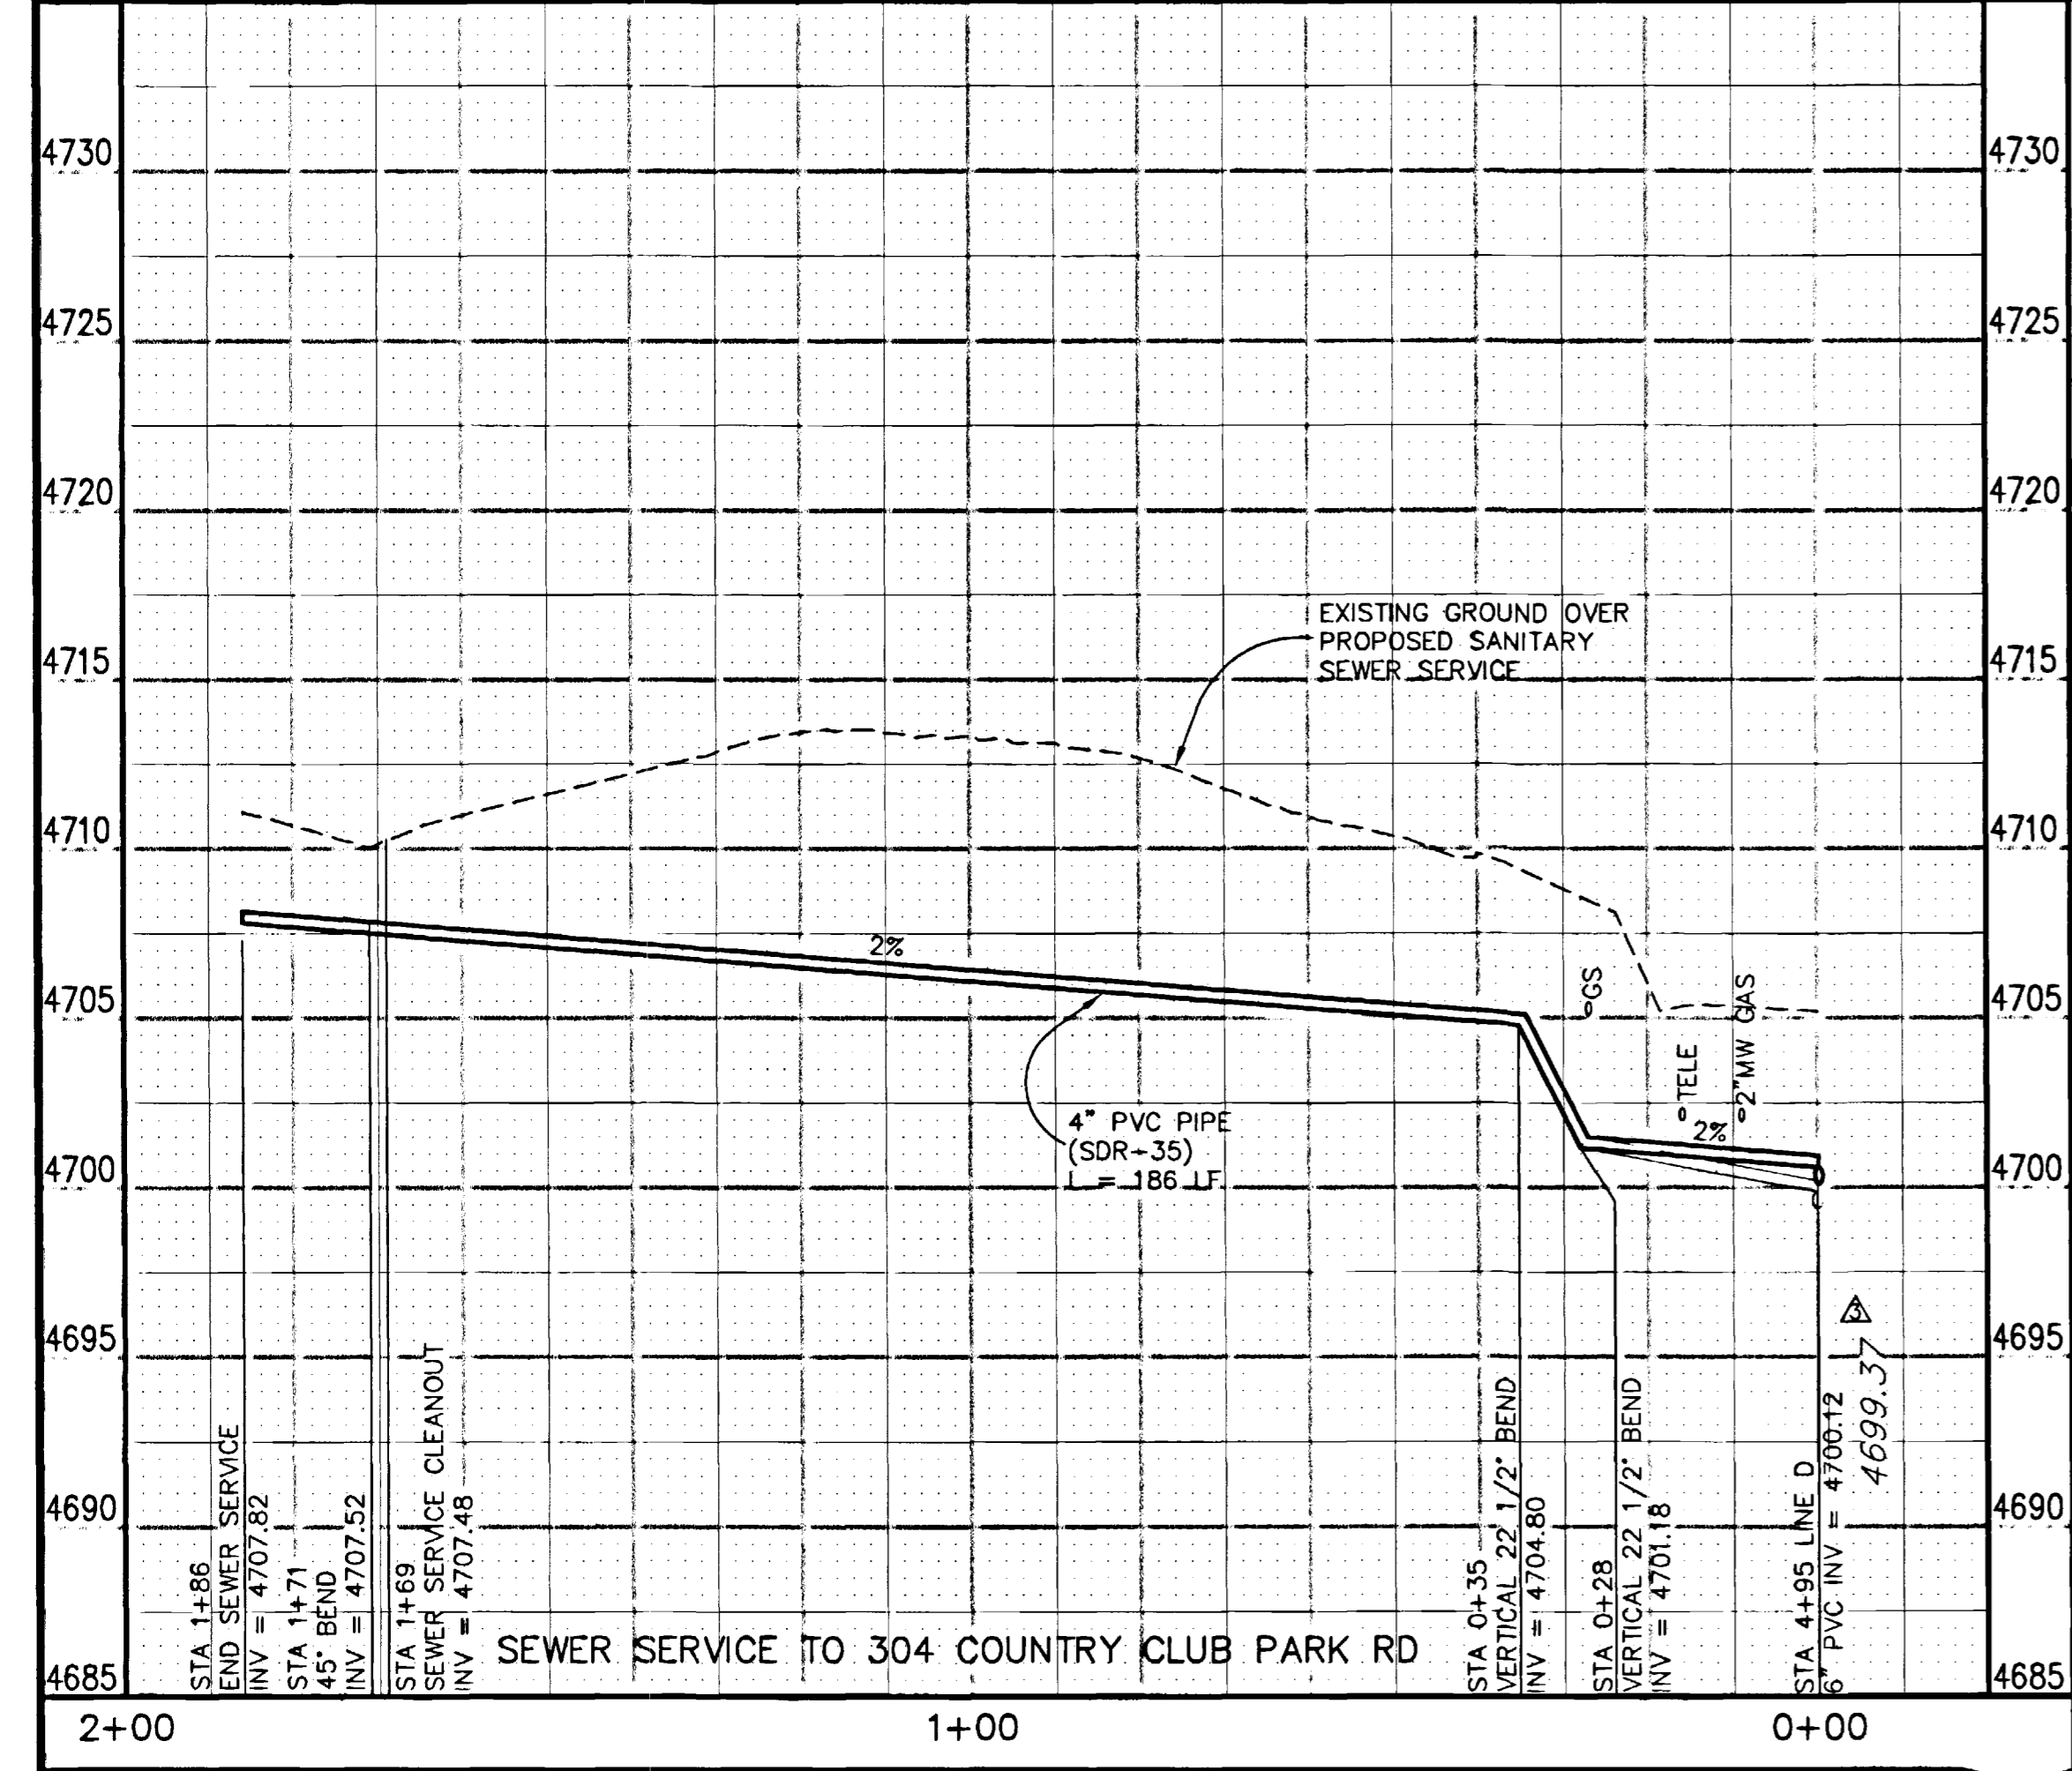 4730
4730
4725
4725
4720
4720
EXISTING GROUND OVER
PROPOSED SANITARY
SEWER SERVICE
4715
4715
4710
4710
2%
GS
4705
4705
TELE
2"MW GAS
2%
4" PVC PIPE
(SDR-35)
L = 186 LF
4700
4700
4695
4695
4690
4690
STA 1+86
END SEWER SERVICE
INV = 4707.82
STA 1+71
45° BEND
INV = 4707.52
STA 1+69
SEWER SERVICE CLEANOUT
INV = 4707.48
STA 0+35
VERTICAL 22 1/2° BEND
INV = 4704.80
STA 0+28
VERTICAL 22 1/2° BEND
INV = 4701.18
STA 4+95 LINE D
6" PVC INV = 4700.12
4699.37
3
SEWER SERVICE TO 304 COUNTRY CLUB PARK RD
4685
4685
2+00
1+00
0+00